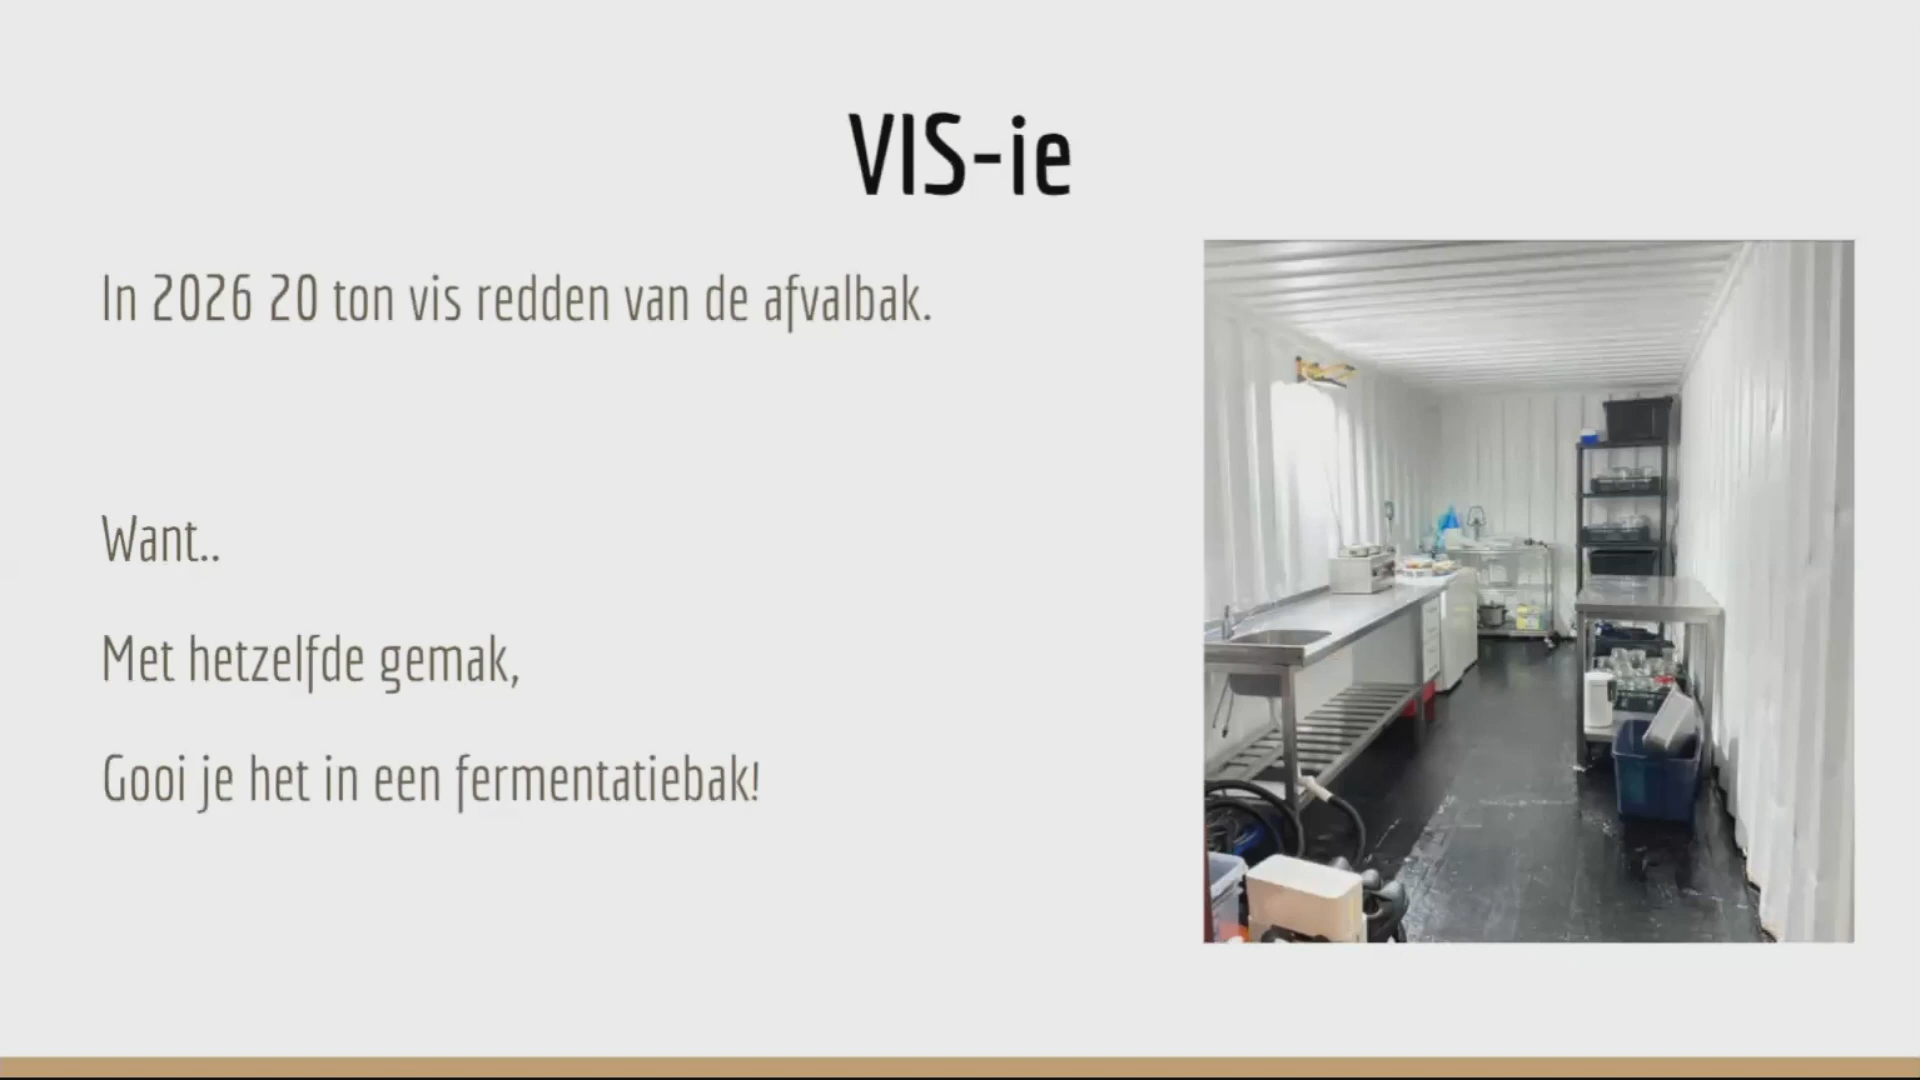 VIS-ie
In 2026 20 ton vis redden van de afvalbak.
Want..
Met hetzelfde gemak,
Gooi je het in een fermentatiebak!